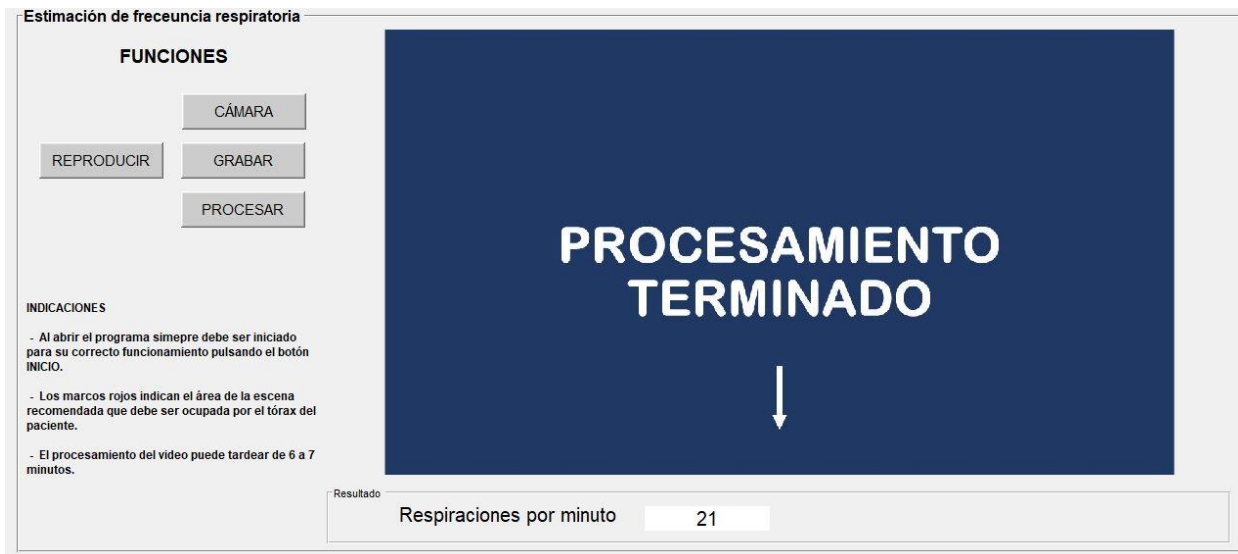 Estimación de freceuncia respiratoria
FUNCIONES
CÁMARA
REPRODUCIR
GRABAR
PROCESAR
INDICACIONES
- Al abrir el programa simepre debe ser iniciado
para su correcto funcionamiento pulsando el botón
INICIO.
- Los marcos rojos indican el área de la escena
recomendada que debe ser ocupada por el tórax del
paciente.
- El procesamiento del video puede tardear de 6 a 7
minutos.
PROCESAMIENTO
TERMINADO
Resultado
Respiraciones por minuto 21